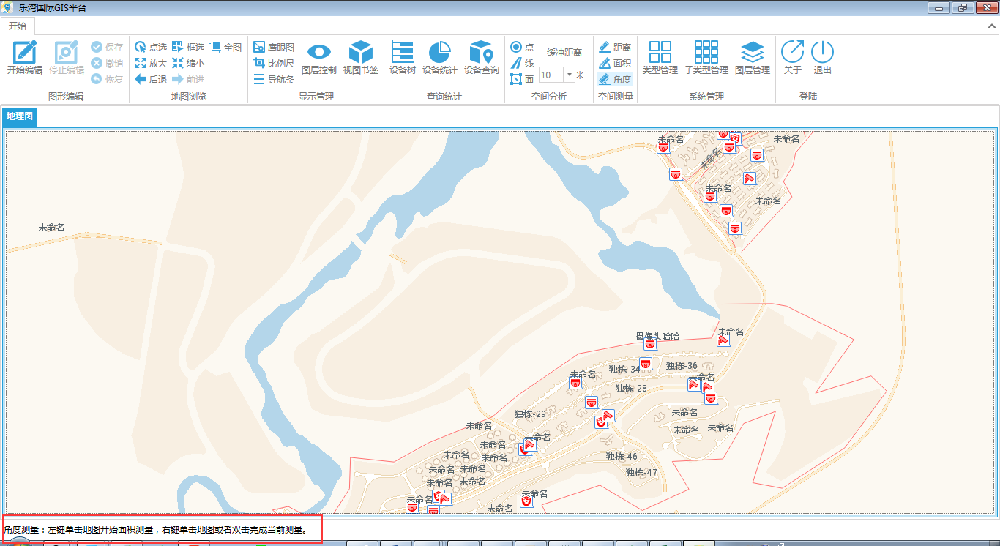 乐湾国际GIS平台___
开始
开始编辑
停止编辑
保存
撤销
恢复
图形编辑
点选
框选
全图
放大
缩小
后退
前进
地图浏览
鹰眼图
比例尺
导航条
图层控制
视图书签
显示管理
设备树
设备统计
设备查询
查询统计
点
线
面
缓冲距离
10
米
空间分析
距离
面积
角度
空间测量
类型管理
子类型管理
图层管理
系统管理
关于
退出
登陆
地理图
未命名
未命名
未命名
未命名
未命名
未命名
未命名
摄像头哈哈
独栋-34
独栋-36
未命名
未命名
独栋-28
独栋-29
未命名
未命名
未命名
未命名
未命名
未命名
未命名
未命名
独栋-46
未命名
未命名
独栋-47
未命名
未命名
未命名
未命名
未命名
角度测量：左键单击地图开始面积测量，右键单击地图或者双击完成当前测量。